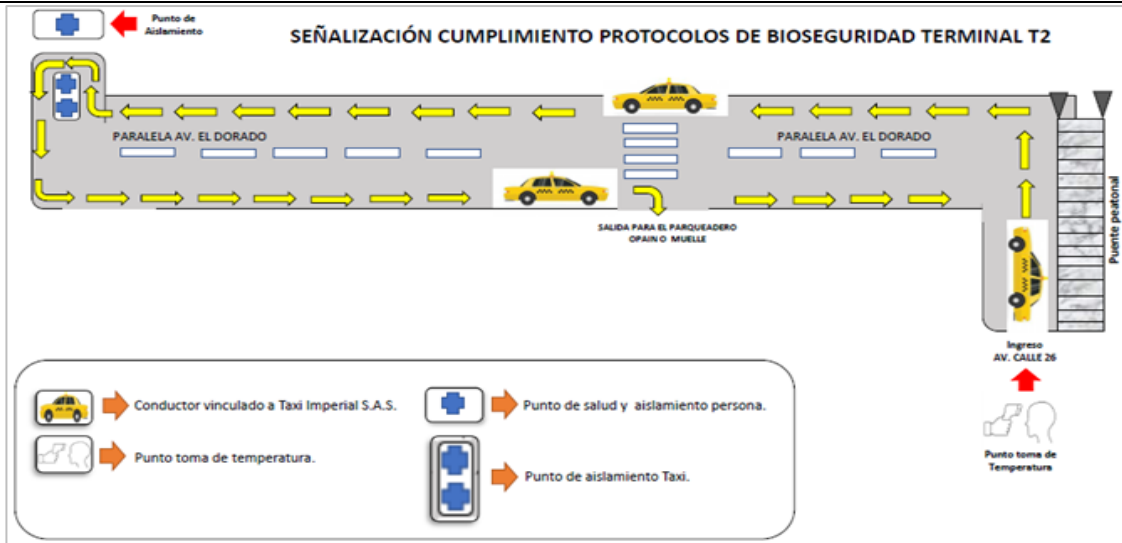 Punto de
Aislamiento
SEÑALIZACIÓN CUMPLIMIENTO PROTOCOLOS DE BIOSEGURIDAD TERMINAL T2
PARALELA AV. EL DORADO
PARALELA AV. EL DORADO
SALIDA PARA EL PARQUEADERO
OPAIN O MUELLE
Puente peatonal
Ingreso
AV. CALLE 26
Punto toma de
Temperatura
Conductor vinculado a Taxi Imperial S.A.S.
Punto de salud y aislamiento persona.
Punto toma de temperatura.
Punto de aislamiento Taxi.